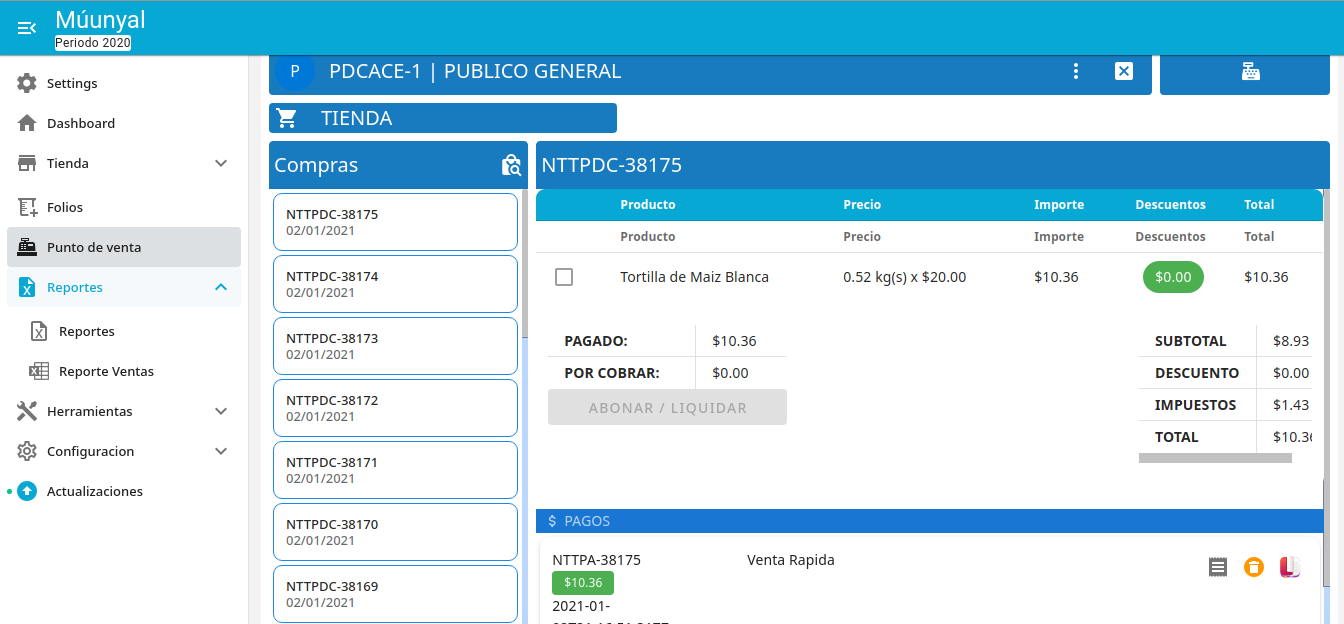 Múunyal
Periodo 2020
Settings
Dashboard
Tienda
Folios
Punto de venta
Reportes
Reportes
Reporte Ventas
Herramientas
Configuracion
Actualizaciones
P PDCACE-1 | PUBLICO GENERAL
TIENDA
Compras
NTTPDC-38175
02/01/2021
NTTPDC-38174
02/01/2021
NTTPDC-38173
02/01/2021
NTTPDC-38172
02/01/2021
NTTPDC-38171
02/01/2021
NTTPDC-38170
02/01/2021
NTTPDC-38169
02/01/2021
NTTPDC-38175
Producto Precio Importe Descuentos Total
Producto Precio Importe Descuentos Total
Tortilla de Maiz Blanca 0.52 kg(s) x $20.00 $10.36 $0.00 $10.36
PAGADO: $10.36
POR COBRAR: $0.00
ABONAR / LIQUIDAR
SUBTOTAL $8.93
DESCUENTO $0.00
IMPUESTOS $1.43
TOTAL $10.36
$ PAGOS
NTTPA-38175 Venta Rapida
$10.36
2021-01-